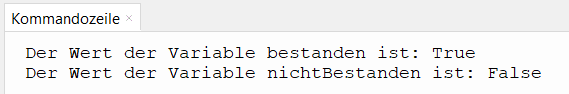 Kommandozeile ×
Der Wert der Variable bestanden ist: True
Der Wert der Variable nichtBestanden ist: False